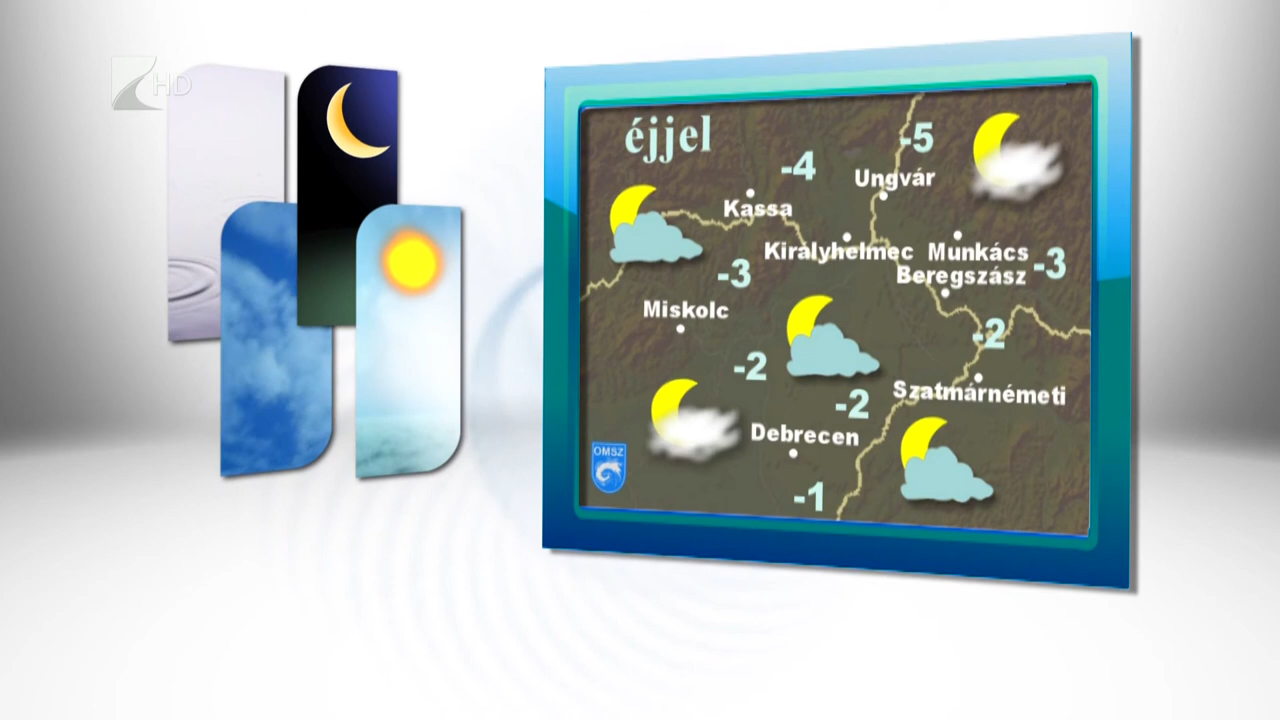 HD
éjjel
-5
-4
Ungvár
Kassa
Királyhelmec
Munkács
-3
Beregszász
-3
Miskolc
-2
-2
Szatmárnémeti
-2
Debrecen
OMSZ
-1